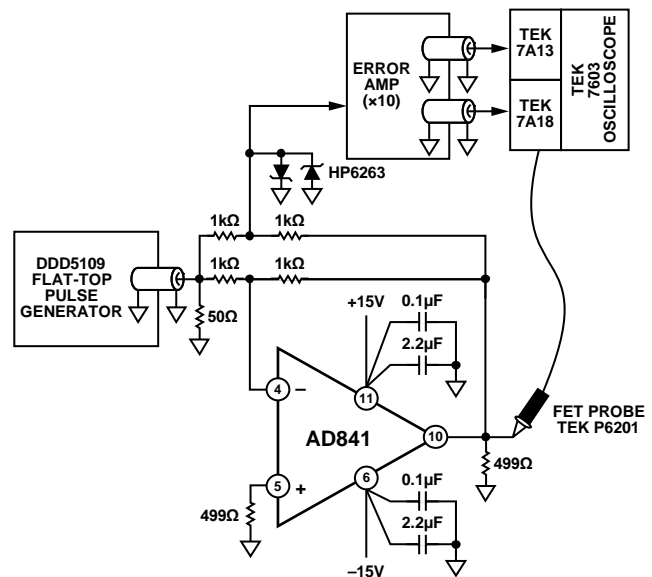 TEK
7A13
TEK
7A18
TEK
7603
OSCILLOSCOPE
ERROR
AMP
(×10)
HP6263
1kΩ
1kΩ
1kΩ
1kΩ
DDD5109
FLAT-TOP
PULSE
GENERATOR
50Ω
+15V
0.1µF
2.2µF
4
–
11
AD841
10
FET PROBE
TEK P6201
5
+
6
499Ω
499Ω
0.1µF
2.2µF
–15V